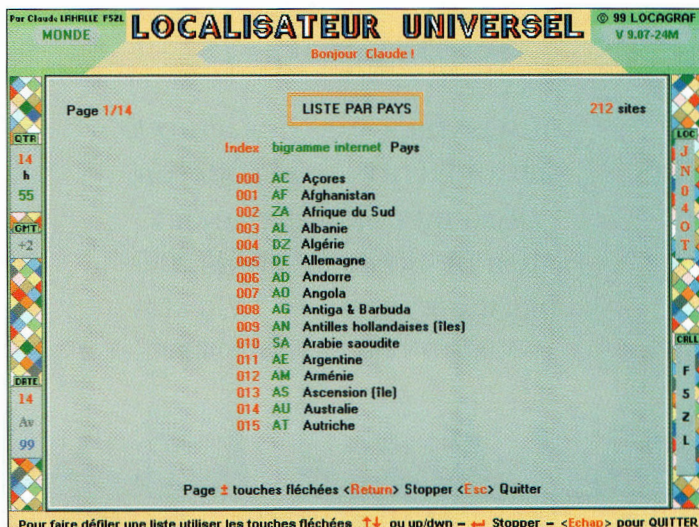 Par Claude LAHALLE F5ZL
MONDE
LOCALISATEUR UNIVERSEL
© 99 LOCAGRAF
V 9.07-24M
Bonjour Claude !
Page 1/14
LISTE PAR PAYS
212 sites
Index bigramme internet Pays
000 AC Açores
001 AF Afghanistan
002 ZA Afrique du Sud
003 AL Albanie
004 DZ Algérie
005 DE Allemagne
006 AD Andorre
007 AO Angola
008 AG Antiga & Barbuda
009 AN Antilles hollandaises (îles)
010 SA Arabie saoudite
011 AE Argentine
012 AM Arménie
013 AS Ascension (île)
014 AU Australie
015 AT Autriche
Page ± touches fléchées <Return> Stopper <Esc> Quitter
QTR
14
h
55
GMT
+2
DATE
14
Av
99
LOC
J
N
0
4
O
T
CALL
F
5
Z
L
Pour faire défiler une liste utiliser les touches fléchées ↑↓ ou up/dwn - ↵ Stopper - <Echap> pour QUITTE